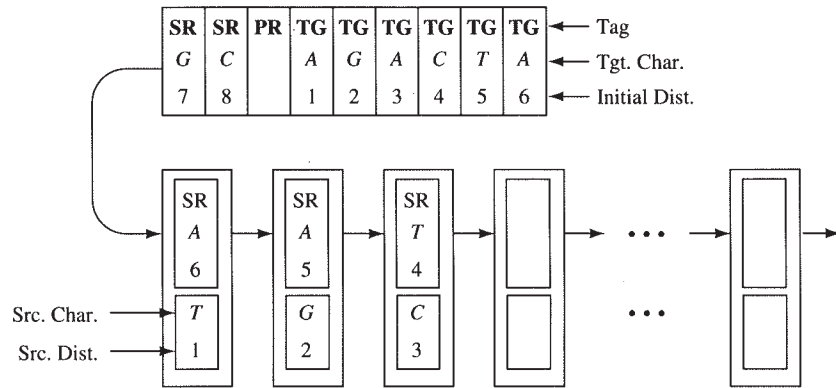 SR SR PR TG TG TG TG TG TG Tag
G C A G A C T A Tgt. Char.
7 8 1 2 3 4 5 6 Initial Dist.
SR SR SR
A A T
6 5 4
Src. Char. T G C
Src. Dist. 1 2 3